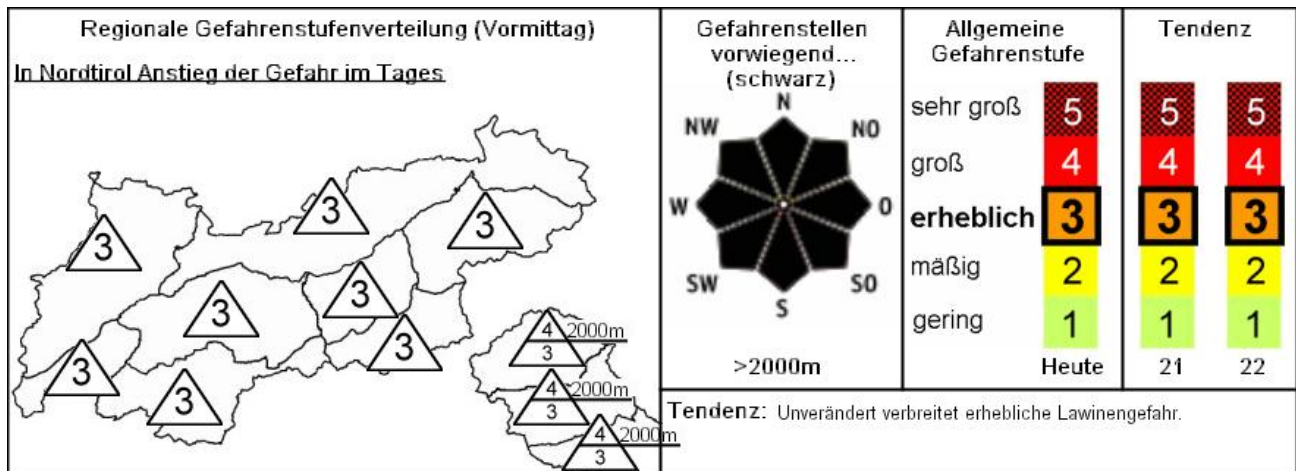 Regionale Gefahrenstufenverteilung (Vormittag)
In Nordtirol Anstieg der Gefahr im Tages
3
3
3
3
3
3
3
3
4 2000m
3
4 2000m
3
4 2000m
3
Gefahrenstellen
vorwiegend...
(schwarz)
N
NW NO
W O
SW SO
S
>2000m
Allgemeine
Gefahrenstufe
Tendenz
sehr groß 5 5 5
groß 4 4 4
erheblich 3 3 3
mäßig 2 2 2
gering 1 1 1
Heute 21 22
Tendenz: Unverändert verbreitet erhebliche Lawinengefahr.